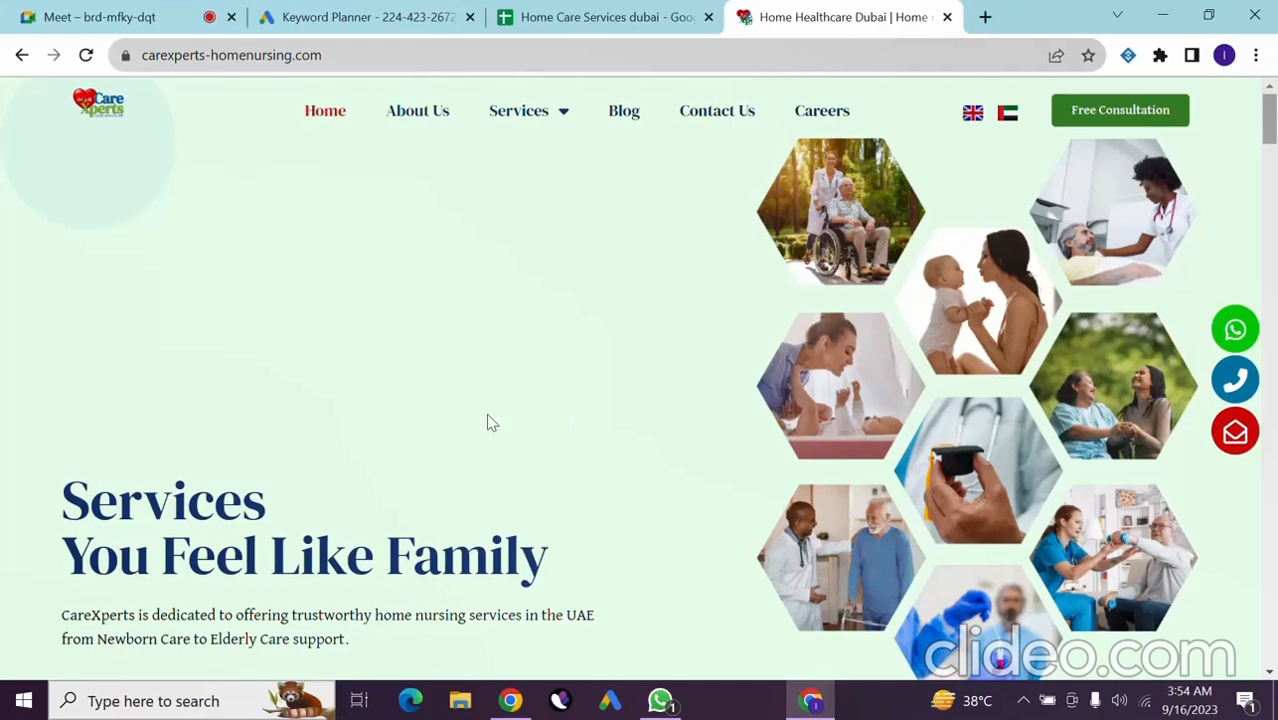 Meet – brd-mfky-dqt
Keyword Planner - 224-423-2672
Home Care Services dubai - Goo
Home Healthcare Dubai | Home n
carexperts-homenursing.com
I
Care
Xperts
Home
About Us
Services
Blog
Contact Us
Careers
Free Consultation
Services
You Feel Like Family
CareXperts is dedicated to offering trustworthy home nursing services in the UAE
from Newborn Care to Elderly Care support.
clideo.com
Type here to search
1
38°C
3:54 AM
9/16/2023
1